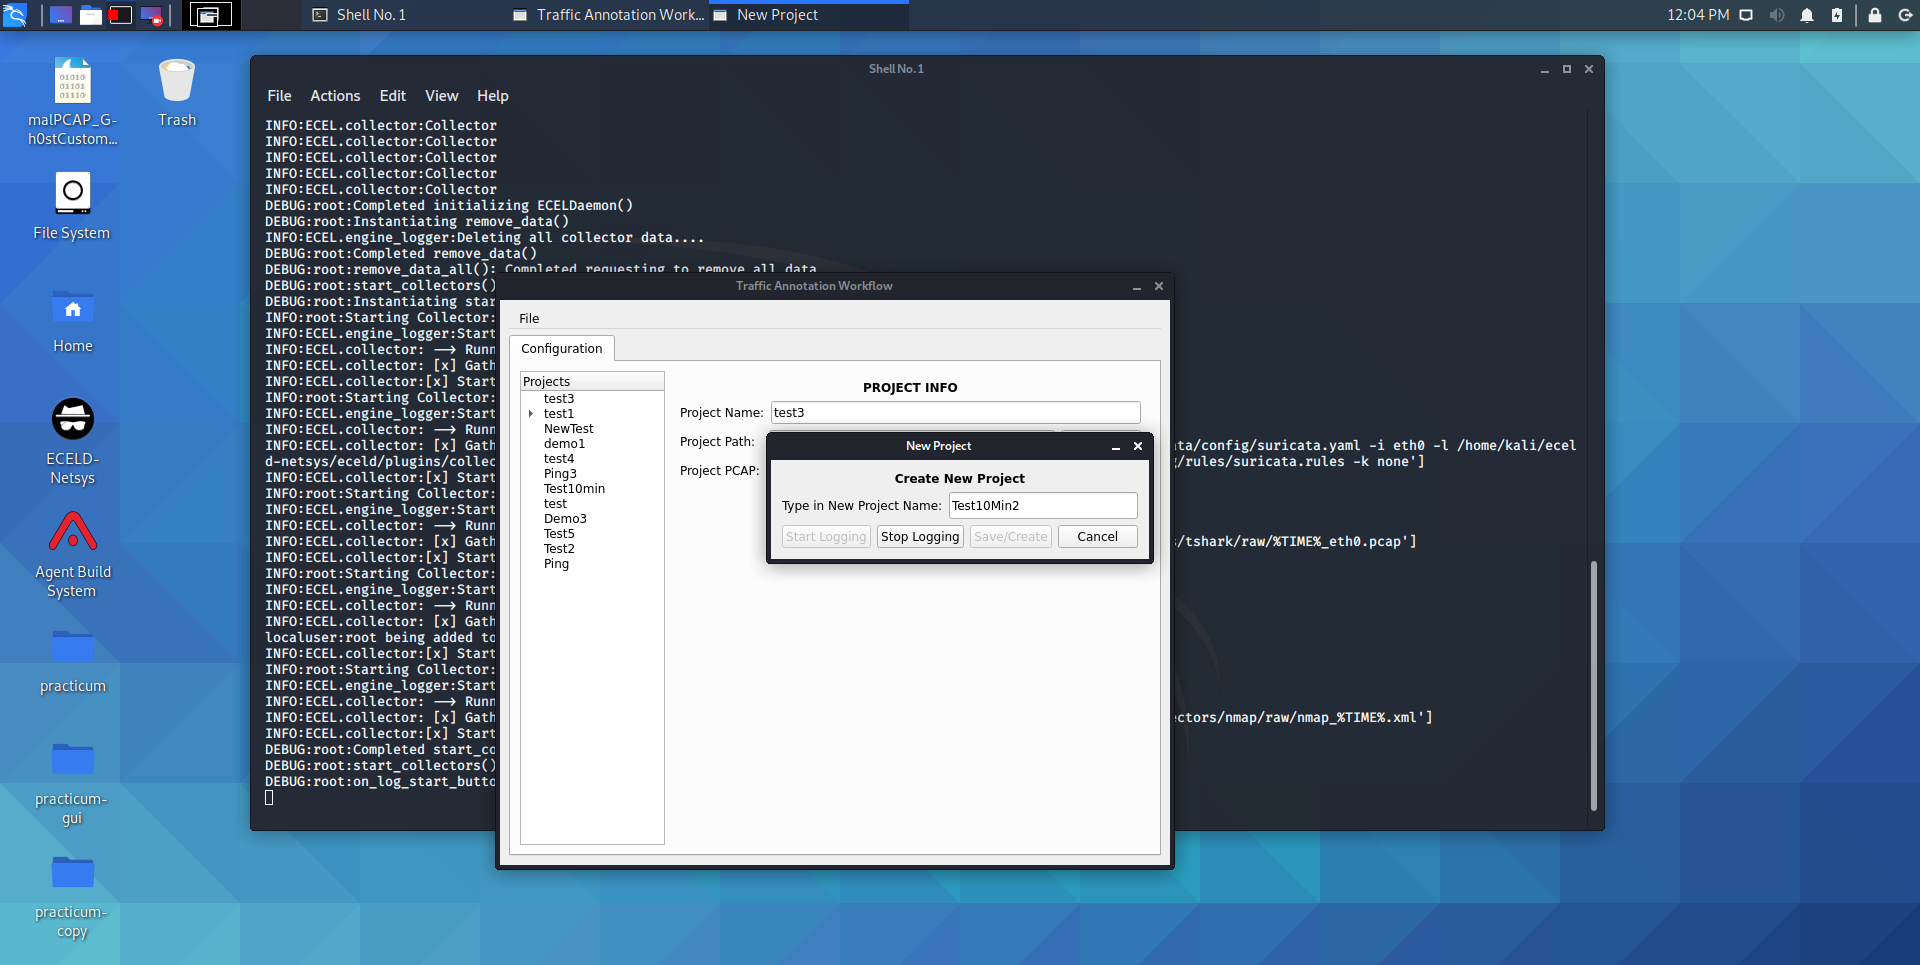 Shell No. 1
Traffic Annotation Work...
New Project
12:04 PM
malPCAP_G-
h0stCustom...
Trash
File System
Home
ECELD-
Netsys
Agent Build
System
practicum
practicum-
gui
practicum-
copy
Shell No. 1
File Actions Edit View Help
INFO:ECEL.collector:Collector
INFO:ECEL.collector:Collector
INFO:ECEL.collector:Collector
INFO:ECEL.collector:Collector
INFO:ECEL.collector:Collector
DEBUG:root:Completed initializing ECELDaemon()
DEBUG:root:Instantiating remove_data()
INFO:ECEL.engine_logger:Deleting all collector data....
DEBUG:root:Completed remove_data()
DEBUG:root:remove_data_all(): Completed requesting to remove all data
DEBUG:root:start_collectors()
DEBUG:root:Instantiating star
INFO:root:Starting Collector:
INFO:ECEL.engine_logger:Start
INFO:ECEL.collector: --> Runn
INFO:ECEL.collector: [x] Gath
INFO:ECEL.collector:[x] Start
INFO:root:Starting Collector:
INFO:ECEL.engine_logger:Start
INFO:ECEL.collector: --> Runn
INFO:ECEL.collector: [x] Gath ta/config/suricata.yaml -i eth0 -l /home/kali/ecel
d-netsys/eceld/plugins/collec /rules/suricata.rules -k none']
INFO:ECEL.collector:[x] Start
INFO:root:Starting Collector:
INFO:ECEL.engine_logger:Start
INFO:ECEL.collector: --> Runn
INFO:ECEL.collector: [x] Gath /tshark/raw/%TIME%_eth0.pcap']
INFO:ECEL.collector:[x] Start
INFO:root:Starting Collector:
INFO:ECEL.engine_logger:Start
INFO:ECEL.collector: --> Runn
INFO:ECEL.collector: [x] Gath
localuser:root being added to
INFO:ECEL.collector:[x] Start
INFO:root:Starting Collector:
INFO:ECEL.engine_logger:Start
INFO:ECEL.collector: --> Runn
INFO:ECEL.collector: [x] Gath ctors/nmap/raw/nmap_%TIME%.xml']
INFO:ECEL.collector:[x] Start
DEBUG:root:Completed start_co
DEBUG:root:start_collectors()
DEBUG:root:on_log_start_butto
Traffic Annotation Workflow
File
Configuration
Projects
test3
test1
NewTest
demo1
test4
Ping3
Test10min
test
Demo3
Test5
Test2
Ping
PROJECT INFO
Project Name: test3
Project Path:
Project PCAP:
New Project
Create New Project
Type in New Project Name: Test10Min2
Start Logging Stop Logging Save/Create Cancel